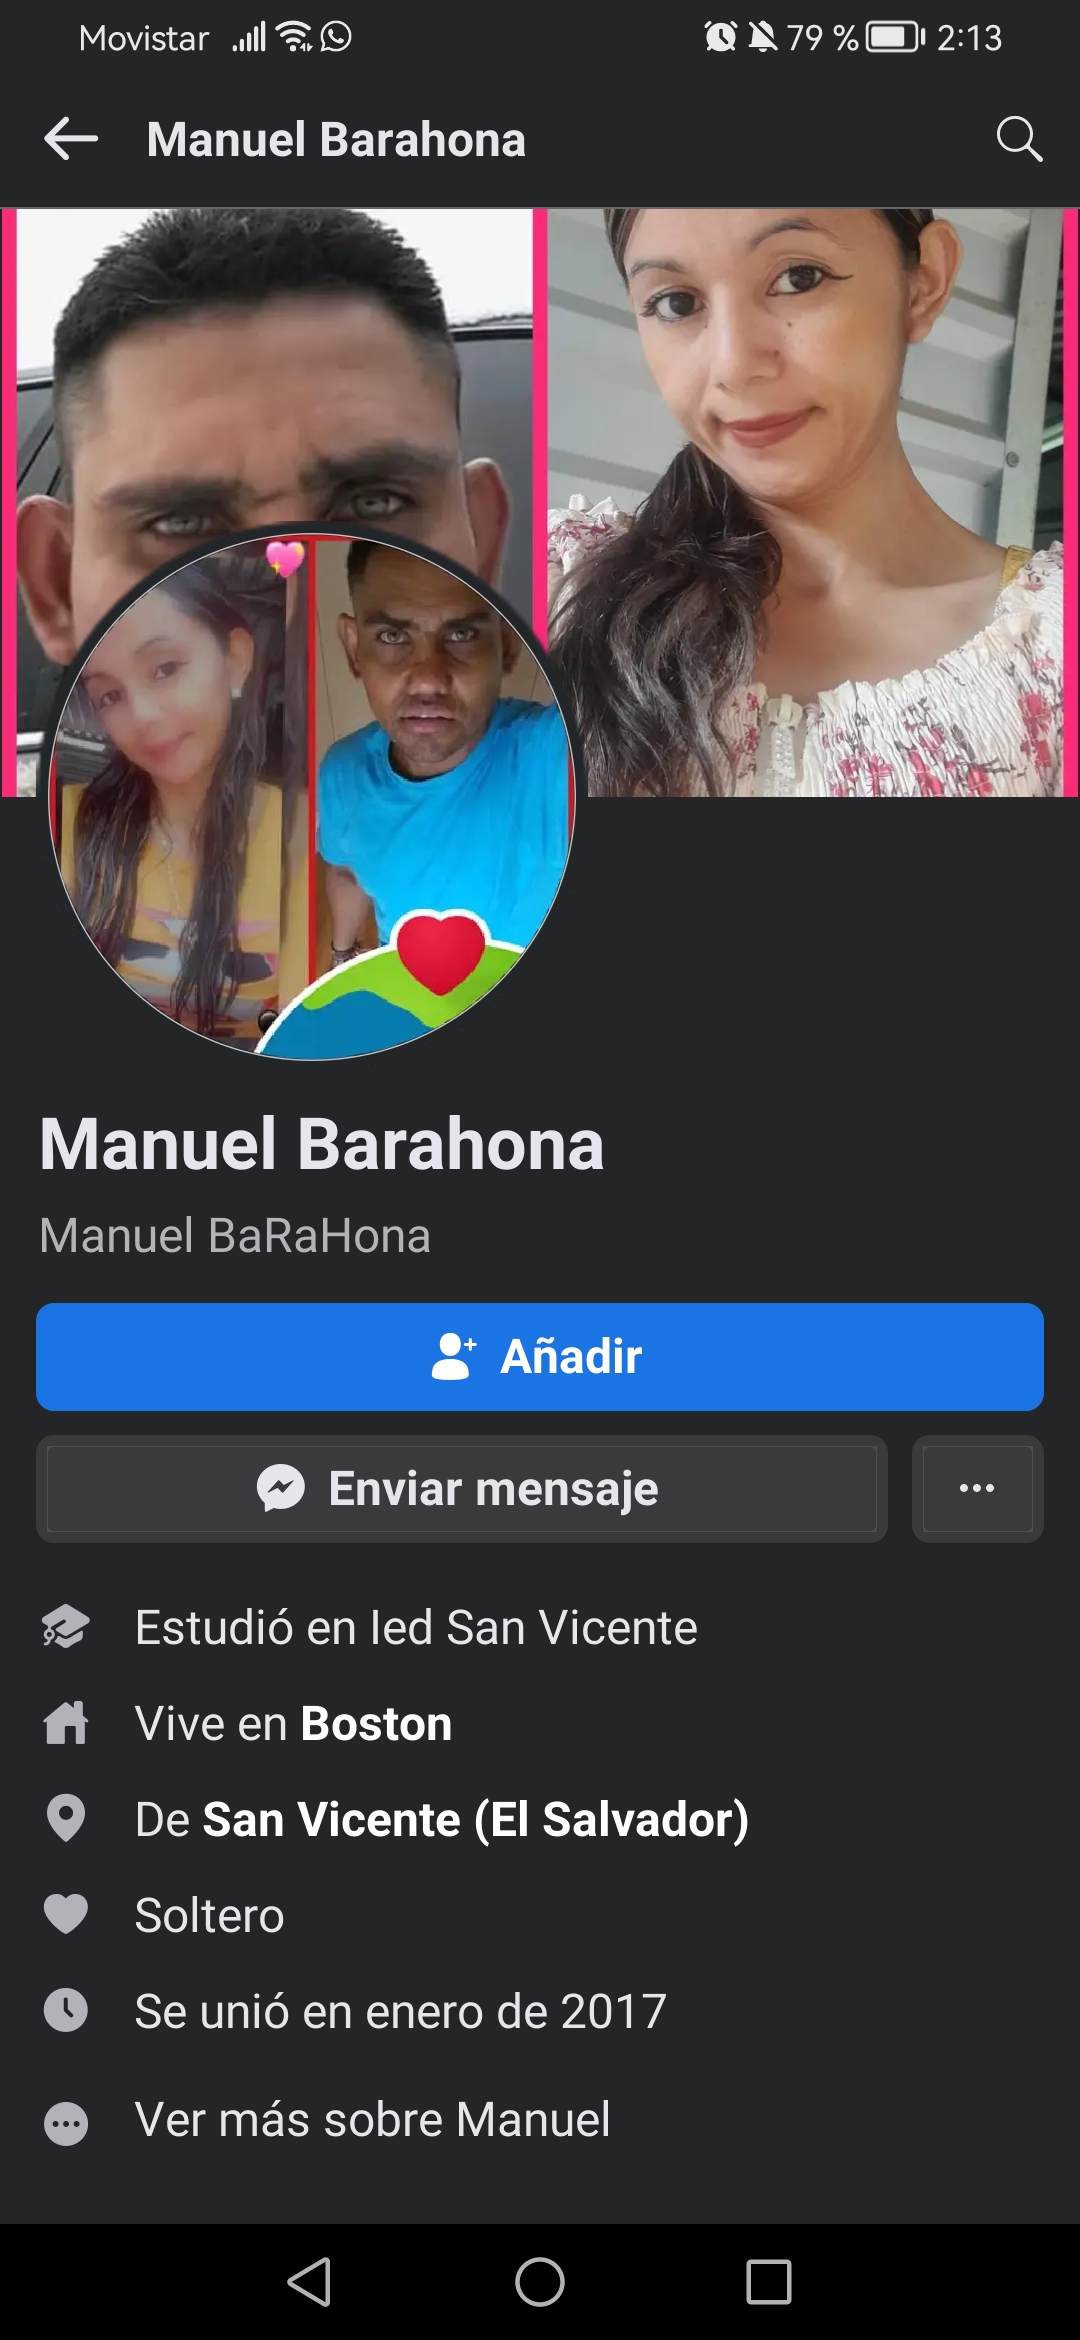 Movistar 79 % 2:13
Manuel Barahona
Manuel Barahona
Manuel BaRaHona
Añadir
Enviar mensaje
Estudió en Ied San Vicente
Vive en Boston
De San Vicente (El Salvador)
Soltero
Se unió en enero de 2017
Ver más sobre Manuel